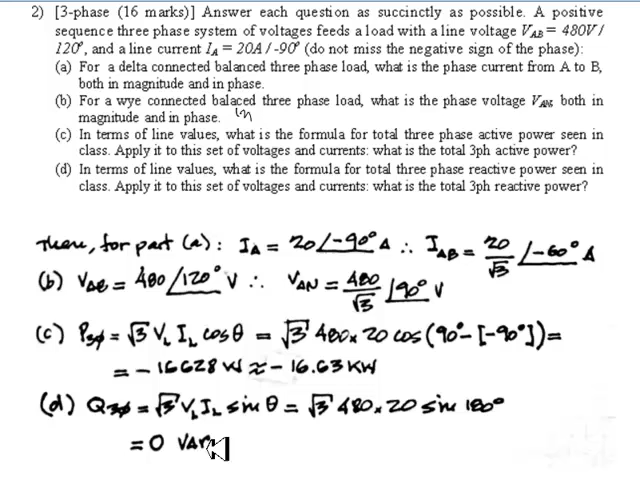 2) [3-phase (16 marks)] Answer each question as succinctly as possible. A positive
sequence three phase system of voltages feeds a load with a line voltage V_AB = 480V/
120°, and a line current I_A = 20A/-90° (do not miss the negative sign of the phase):
(a) For a delta connected balanced three phase load, what is the phase current from A to B,
both in magnitude and in phase.
(b) For a wye connected balaced three phase load, what is the phase voltage V_AN, both in
magnitude and in phase.
(c) In terms of line values, what is the formula for total three phase active power seen in
class. Apply it to this set of voltages and currents: what is the total 3ph active power?
(d) In terms of line values, what is the formula for total three phase reactive power seen in
class. Apply it to this set of voltages and currents: what is the total 3ph reactive power?
Then, for part (a): I_A = 20∠-90° A ∴ I_AB = 20/√3 ∠-60° A
(b) V_AB = 480∠120° V ∴ V_AN = 480/√3 ∠90° V
(c) P_3φ = √3 V_L I_L cos θ = √3 480 x 20 cos (90° - [-90°]) =
= - 16628 W ≈ - 16.63 KW
(d) Q_3φ = √3 V_L I_L sin θ = √3 480 x 20 sin 180°
= 0 VAR